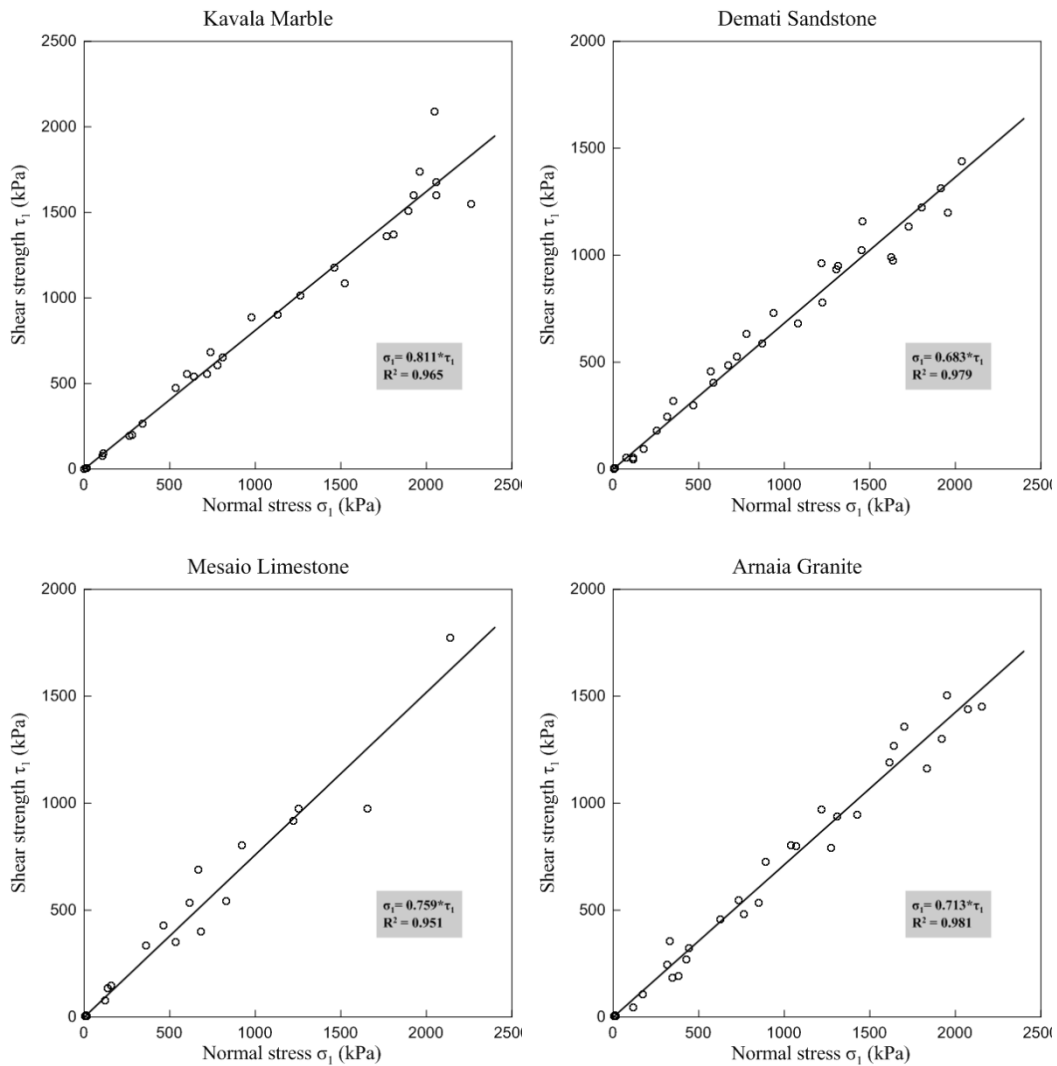 Kavala Marble
2500
2000
1500
1000
500
0
Shear strength τ₁ (kPa)
σ₁= 0.811*τ₁
R² = 0.965
0 500 1000 1500 2000 250
Normal stress σ₁ (kPa)
Demati Sandstone
2000
1500
1000
500
0
Shear strength τ₁ (kPa)
σ₁= 0.683*τ₁
R² = 0.979
0 500 1000 1500 2000 250
Normal stress σ₁ (kPa)
Mesaio Limestone
2000
1500
1000
500
0
Shear strength τ₁ (kPa)
σ₁= 0.759*τ₁
R² = 0.951
0 500 1000 1500 2000 250
Normal stress σ₁ (kPa)
Arnaia Granite
2000
1500
1000
500
0
Shear strength τ₁ (kPa)
σ₁= 0.713*τ₁
R² = 0.981
0 500 1000 1500 2000 250
Normal stress σ₁ (kPa)